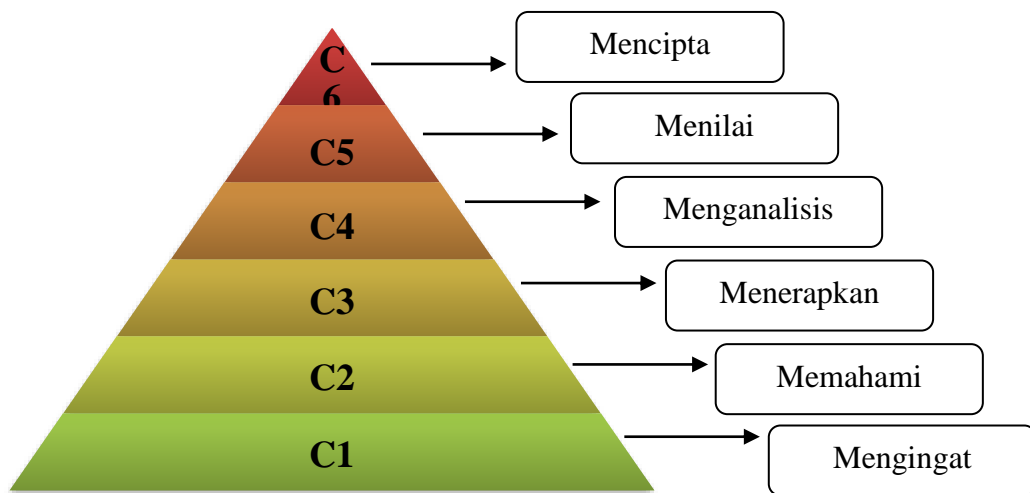 C
6
Mencipta
C5
Menilai
C4
Menganalisis
C3
Menerapkan
C2
Memahami
C1
Mengingat